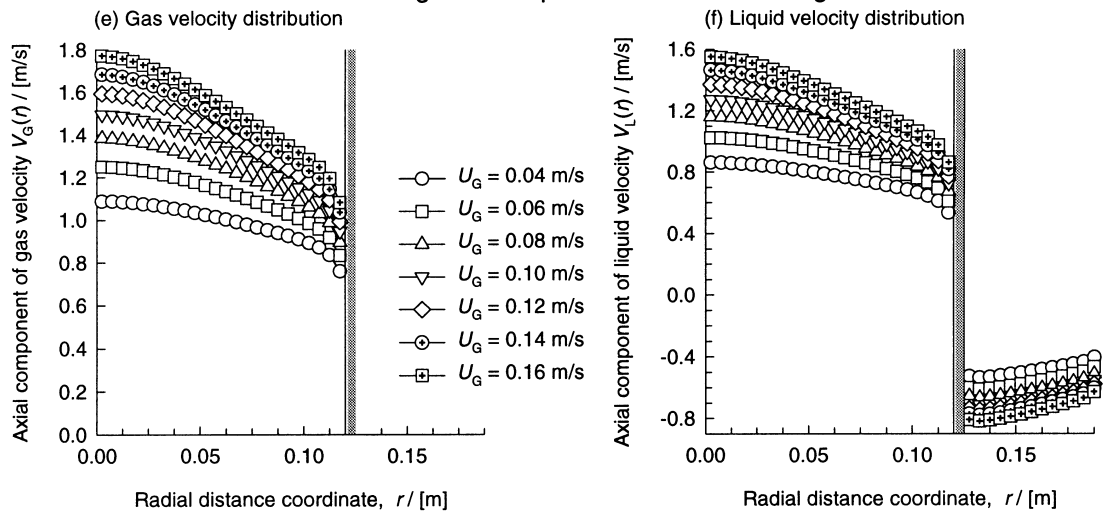 (e) Gas velocity distribution
Axial component of gas velocity V_G(r) / [m/s]
1.8
1.6
1.4
1.2
1.0
0.8
0.6
0.4
0.2
0.0
0.00 0.05 0.10 0.15
Radial distance coordinate, r / [m]
U_G = 0.04 m/s
U_G = 0.06 m/s
U_G = 0.08 m/s
U_G = 0.10 m/s
U_G = 0.12 m/s
U_G = 0.14 m/s
U_G = 0.16 m/s
(f) Liquid velocity distribution
Axial component of liquid velocity V_L(r) / [m/s]
1.6
1.2
0.8
0.4
0.0
-0.4
-0.8
0.00 0.05 0.10 0.15
Radial distance coordinate, r / [m]